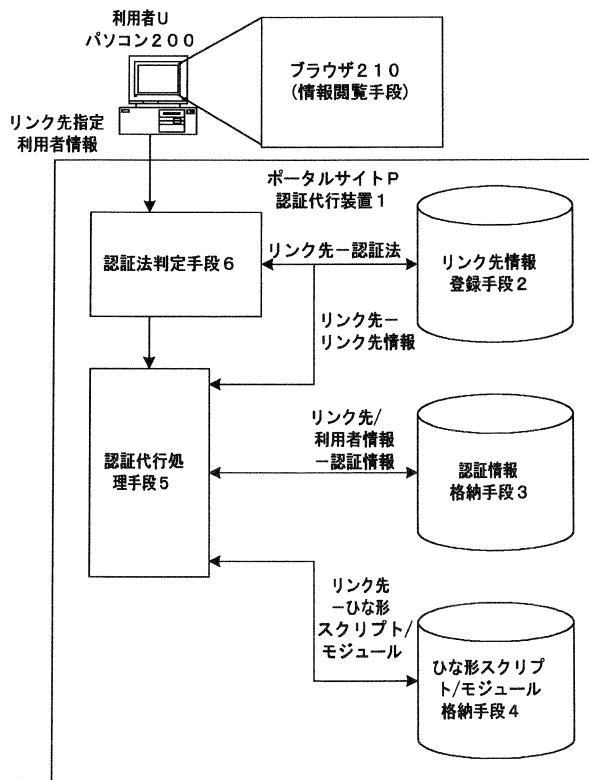 利用者U
パソコン200
ブラウザ210
(情報閲覧手段)
リンク先指定
利用者情報
ポータルサイトP
認証代行装置1
認証法判定手段6
リンク先－認証法
リンク先情報
登録手段2
リンク先－
リンク先情報
認証代行処
理手段5
リンク先/
利用者情報
－認証情報
認証情報
格納手段3
リンク先
－ひな形
スクリプト/
モジュール
ひな形スクリプ
ト/モジュール
格納手段4